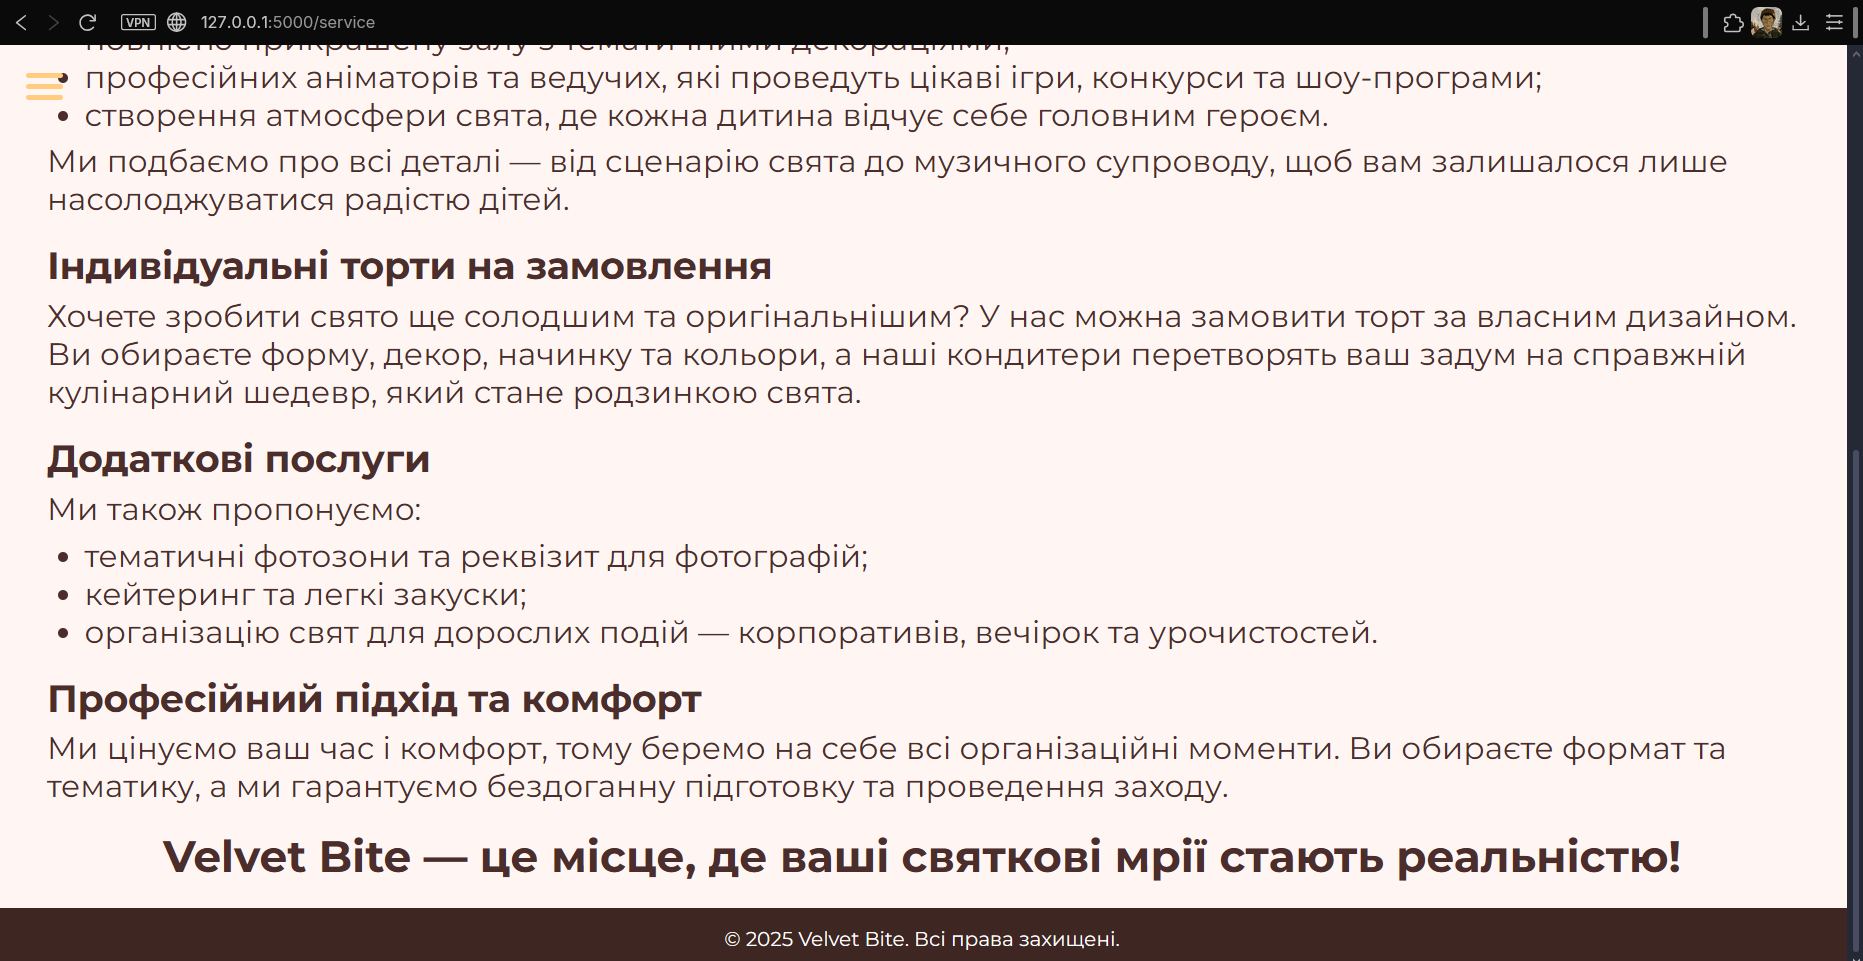 VPN 127.0.0.1:5000/service
повністю прикрашену залу з тематичними декораціями;
професійних аніматорів та ведучих, які проведуть цікаві ігри, конкурси та шоу-програми;
створення атмосфери свята, де кожна дитина відчує себе головним героєм.
Ми подбаємо про всі деталі — від сценарію свята до музичного супроводу, щоб вам залишалося лише
насолоджуватися радістю дітей.
Індивідуальні торти на замовлення
Хочете зробити свято ще солодшим та оригінальнішим? У нас можна замовити торт за власним дизайном.
Ви обираєте форму, декор, начинку та кольори, а наші кондитери перетворять ваш задум на справжній
кулінарний шедевр, який стане родзинкою свята.
Додаткові послуги
Ми також пропонуємо:
тематичні фотозони та реквізит для фотографій;
кейтеринг та легкі закуски;
організацію свят для дорослих подій — корпоративів, вечірок та урочистостей.
Професійний підхід та комфорт
Ми цінуємо ваш час і комфорт, тому беремо на себе всі організаційні моменти. Ви обираєте формат та
тематику, а ми гарантуємо бездоганну підготовку та проведення заходу.
Velvet Bite — це місце, де ваші святкові мрії стають реальністю!
© 2025 Velvet Bite. Всі права захищені.